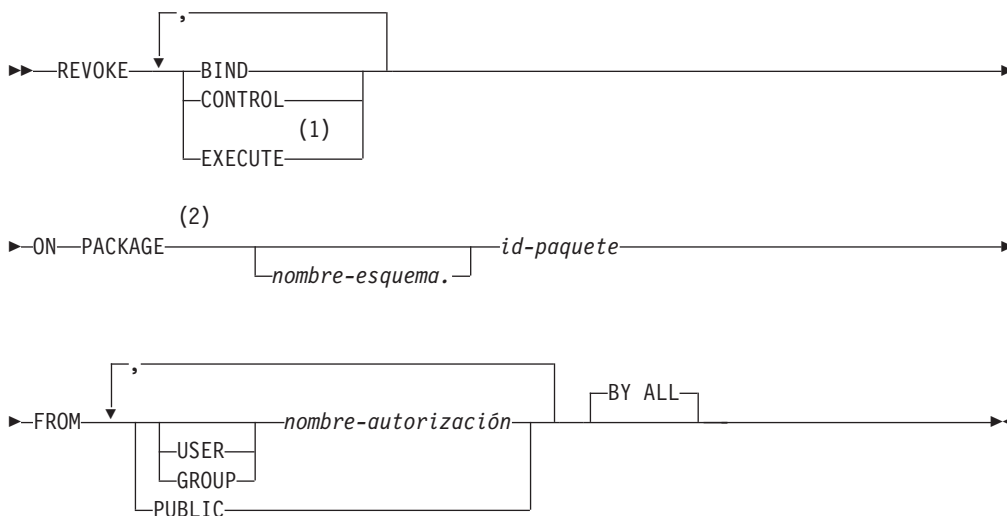 ,
REVOKE BIND
CONTROL
(1)
EXECUTE
(2)
ON PACKAGE id-paquete
nombre-esquema.
,
BY ALL
FROM nombre-autorización
USER
GROUP
PUBLIC